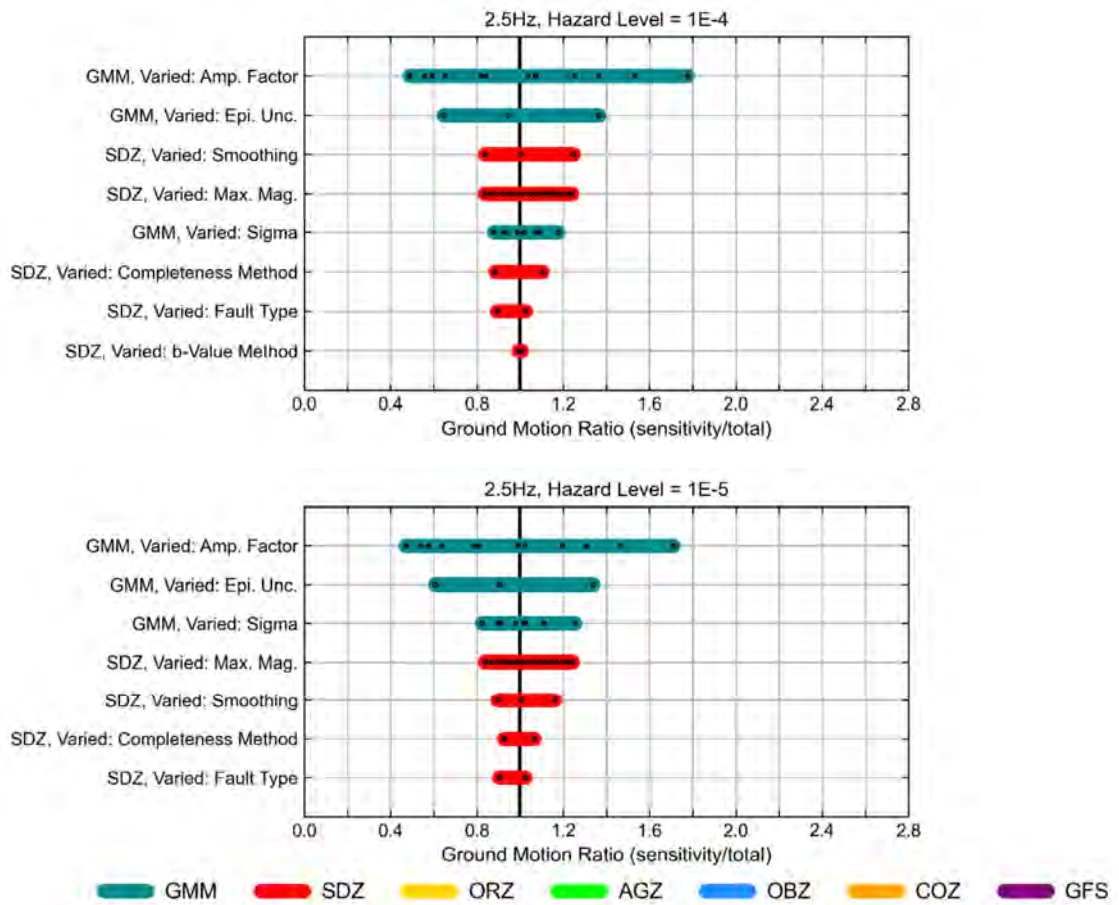 2.5Hz, Hazard Level = 1E-4
GMM, Varied: Amp. Factor
GMM, Varied: Epi. Unc.
SDZ, Varied: Smoothing
SDZ, Varied: Max. Mag.
GMM, Varied: Sigma
SDZ, Varied: Completeness Method
SDZ, Varied: Fault Type
SDZ, Varied: b-Value Method
0.0 0.4 0.8 1.2 1.6 2.0 2.4 2.8
Ground Motion Ratio (sensitivity/total)
2.5Hz, Hazard Level = 1E-5
GMM, Varied: Amp. Factor
GMM, Varied: Epi. Unc.
GMM, Varied: Sigma
SDZ, Varied: Max. Mag.
SDZ, Varied: Smoothing
SDZ, Varied: Completeness Method
SDZ, Varied: Fault Type
0.0 0.4 0.8 1.2 1.6 2.0 2.4 2.8
Ground Motion Ratio (sensitivity/total)
GMM SDZ ORZ AGZ OBZ COZ GFS